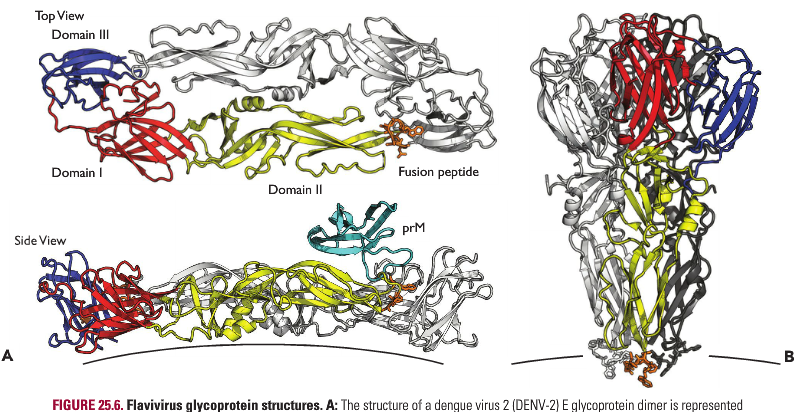 Top View
Domain III
Domain I
Domain II
Fusion peptide
Side View
prM
A
B
FIGURE 25.6. Flavivirus glycoprotein structures. A: The structure of a dengue virus 2 (DENV-2) E glycoprotein dimer is represented